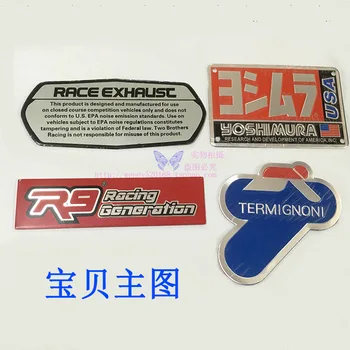 RACE EXHAUST
This product is designed and manufactured for use
on closed course competition vehicles only and does not
conform to U.S. EPA noise emission standards. Use on
vehicles subject to EPA noise regulations constitutes
tampering and is a violation of Federal law. Two Brothers
Racing is not responsible for misuse of this product.
ヨシムラ
USA
YOSHIMURA
RESEARCH AND DEVELOPMENT OF AMERICA, INC.
R9 Racing
Generation
TERMIGNONI
宝贝主图